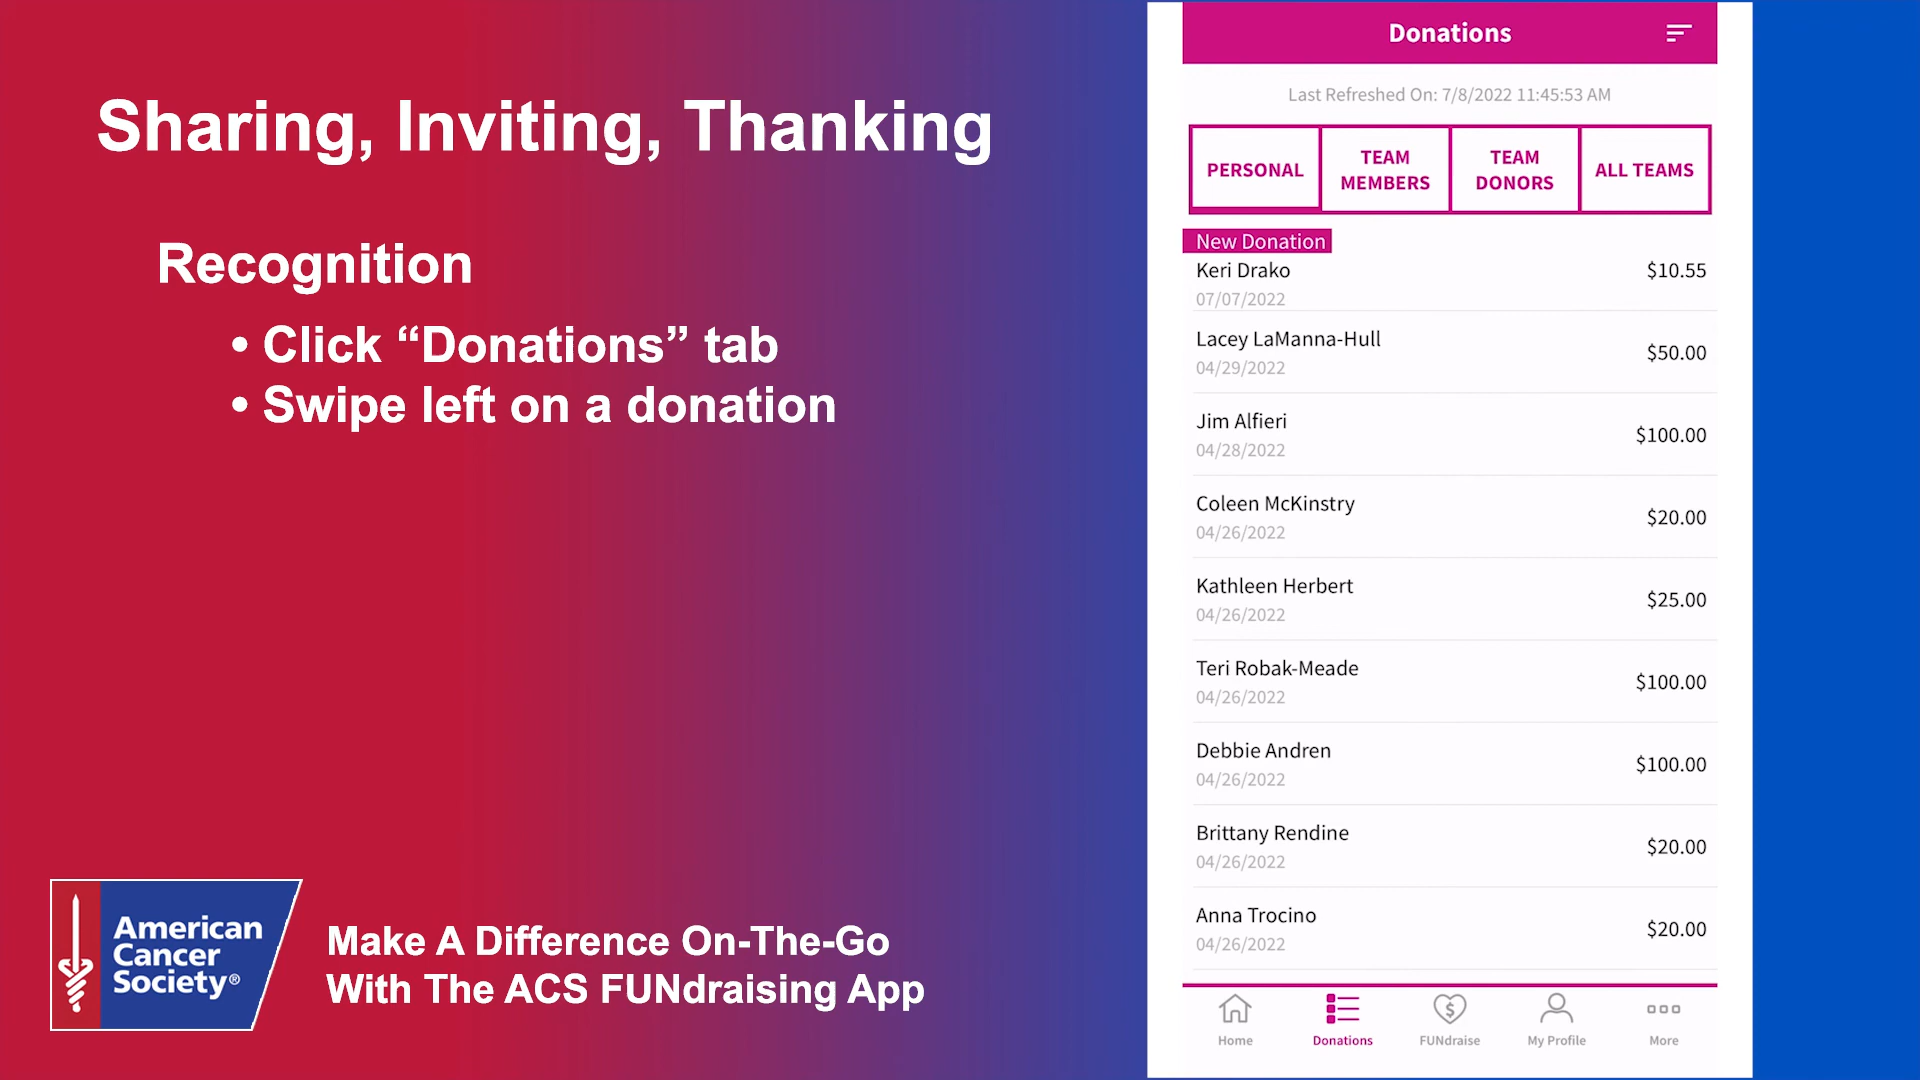 Sharing, Inviting, Thanking
Recognition
• Click “Donations” tab
• Swipe left on a donation
American
Cancer
Society®
Make A Difference On-The-Go
With The ACS FUNdraising App
Donations
Last Refreshed On: 7/8/2022 11:45:53 AM
PERSONAL
TEAM
MEMBERS
TEAM
DONORS
ALL TEAMS
New Donation
Keri Drako
$10.55
07/07/2022
Lacey LaManna-Hull
$50.00
04/29/2022
Jim Alfieri
$100.00
04/28/2022
Coleen McKinstry
$20.00
04/26/2022
Kathleen Herbert
$25.00
04/26/2022
Teri Robak-Meade
$100.00
04/26/2022
Debbie Andren
$100.00
04/26/2022
Brittany Rendine
$20.00
04/26/2022
Anna Trocino
$20.00
04/26/2022
Home
Donations
FUNdraise
My Profile
More